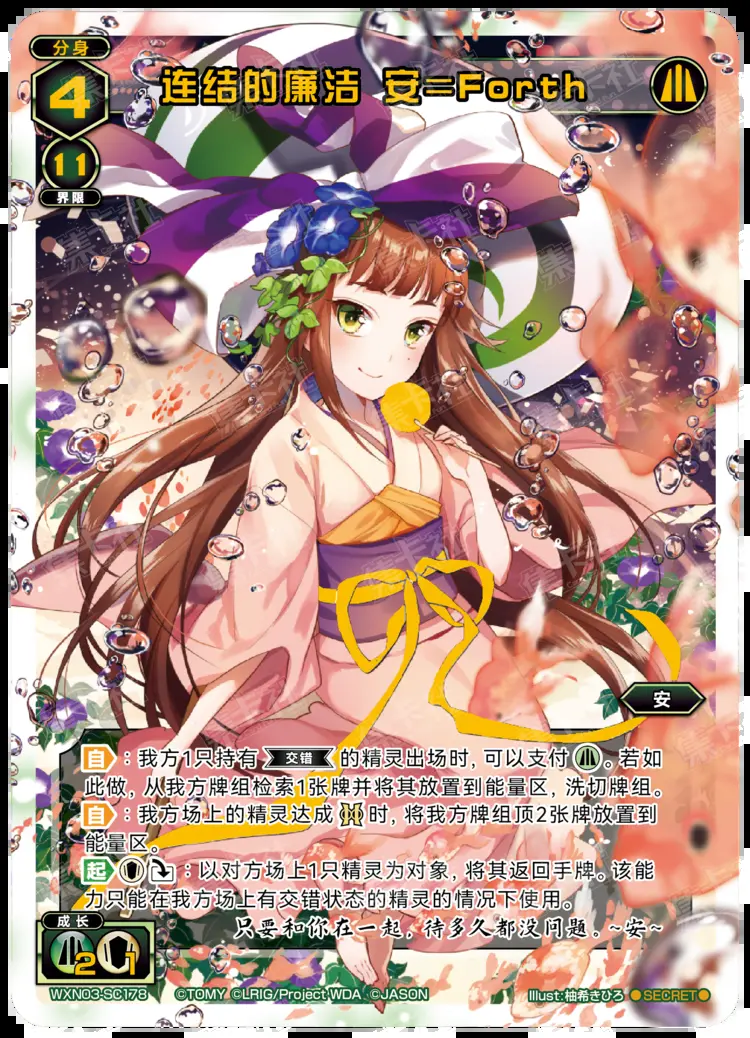 分身
4
连结的廉洁 安=Forth
11
界限
安
自：我方1只持有 交错 的精灵出场时，可以支付 。若如
此做，从我方牌组检索1张牌并将其放置到能量区，洗切牌组。
自：我方场上的精灵达成 时，将我方牌组顶2张牌放置到
能量区。
起 ：以对方场上1只精灵为对象，将其返回手牌。该能
力只能在我方场上有交错状态的精灵的情况下使用。
只要和你在一起，待多久都没问题。~安~
成长
2 1
WXN03-SC178 ©TOMY ©LRIG/Project WDA ©JASON Illust:柚希きひろ ●SECRET●
集卡社